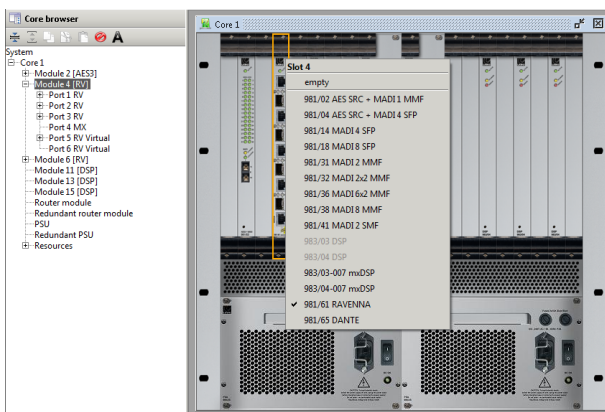 Core browser
System
Core 1
Module 2 [AES3]
Module 4 [RV]
Port 1 RV
Port 2 RV
Port 3 RV
Port 4 MX
Port 5 RV Virtual
Port 6 RV Virtual
Module 6 [RV]
Module 11 [DSP]
Module 13 [DSP]
Module 15 [DSP]
Router module
Redundant router module
PSU
Redundant PSU
Resources
Core 1
Slot 4
empty
981/02 AES SRC + MADI 1 MMF
981/04 AES SRC + MADI 4 SFP
981/14 MADI 4 SFP
981/18 MADI 8 SFP
981/31 MADI 2 MMF
981/32 MADI 2x2 MMF
981/36 MADI 6x2 MMF
981/38 MADI 8 MMF
981/41 MADI 2 SMF
983/03 DSP
983/04 DSP
983/03-007 mxDSP
983/04-007 mxDSP
981/61 RAVENNA
981/65 DANTE